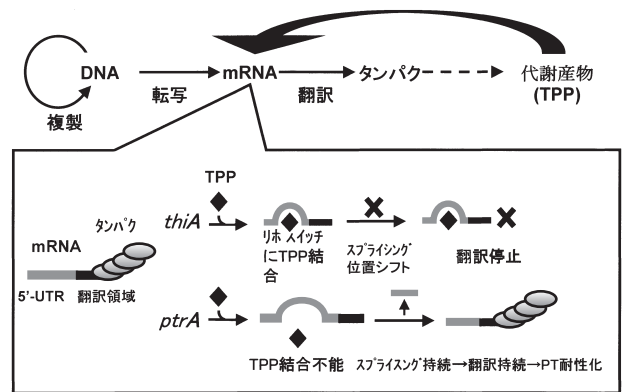 DNA
mRNA
タンパク
代謝産物
(TPP)
転写
翻訳
複製
TPP
タンパク
thiA
mRNA
リホ スイッチ
にTPP結
合
スプライシング
位置シフト
翻訳停止
5'-UTR 翻訳領域
ptrA
TPP結合不能
スプライスング持続→翻訳持続→PT耐性化